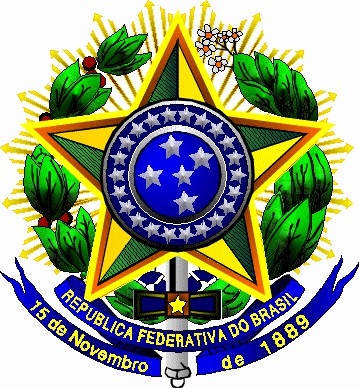 REPUBLICA FEDERATIVA DO BRASIL
15 de Novembro de 1889